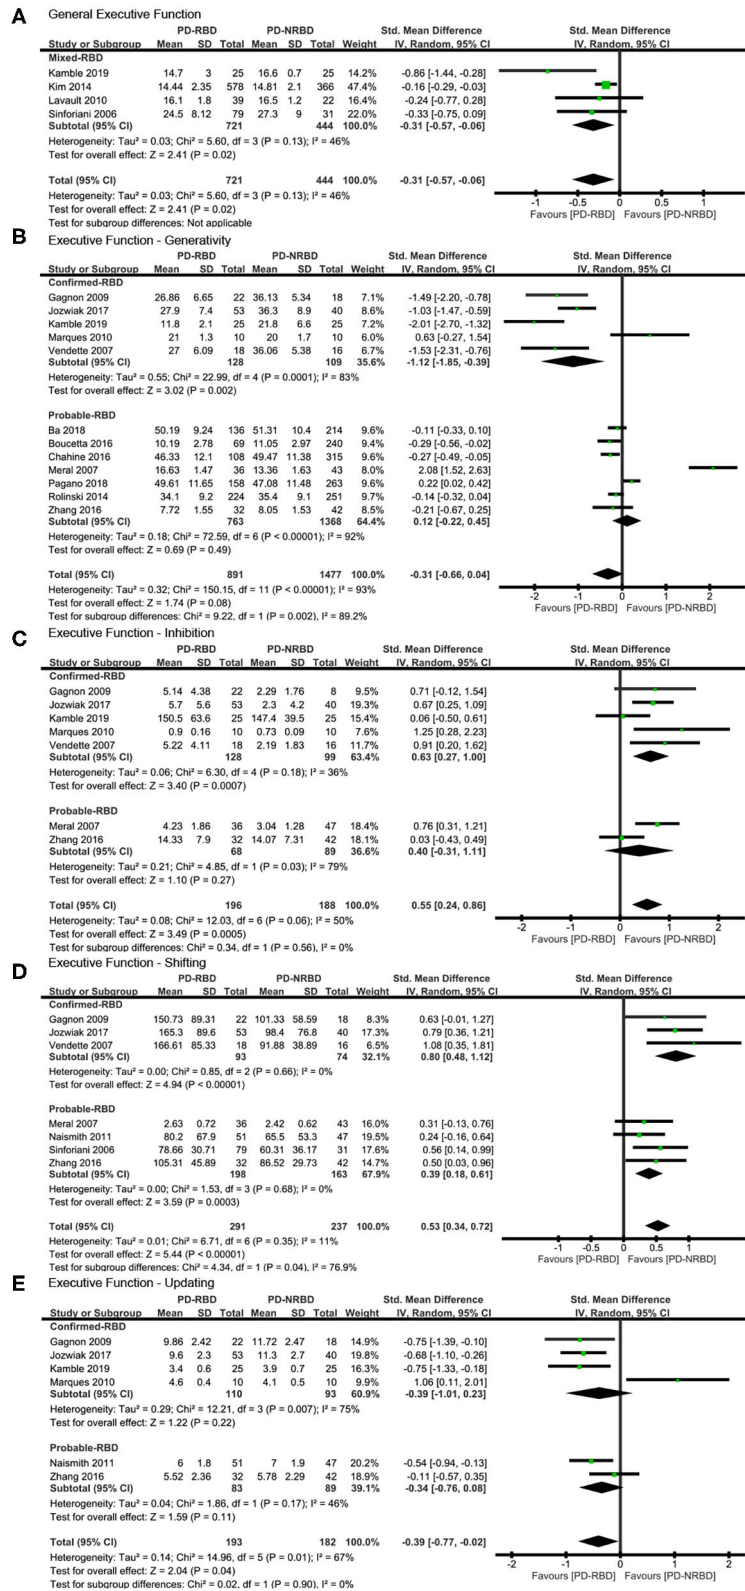 A General Executive Function
PD-RBD PD-NRBD Std. Mean Difference Std. Mean Difference
Study or Subgroup Mean SD Total Mean SD Total Weight IV, Random, 95% CI IV, Random, 95% CI
Mixed-RBD
Kamble 2019 14.7 3 25 16.6 0.7 25 14.2% -0.86 [-1.44, -0.28]
Kim 2014 14.44 2.35 578 14.81 2.1 366 47.4% -0.16 [-0.29, -0.03]
Lavault 2010 16.1 1.8 39 16.5 1.2 22 16.4% -0.24 [-0.77, 0.28]
Sinforiani 2006 24.5 8.12 79 27.3 9 31 22.0% -0.33 [-0.75, 0.09]
Subtotal (95% CI) 721 444 100.0% -0.31 [-0.57, -0.06]
Heterogeneity: Tau² = 0.03; Chi² = 5.60, df = 3 (P = 0.13); I² = 46%
Test for overall effect: Z = 2.41 (P = 0.02)
Total (95% CI) 721 444 100.0% -0.31 [-0.57, -0.06]
Heterogeneity: Tau² = 0.03; Chi² = 5.60, df = 3 (P = 0.13); I² = 46%
Test for overall effect: Z = 2.41 (P = 0.02)
Test for subgroup differences: Not applicable
-1 -0.5 0 0.5 1
Favours [PD-RBD] Favours [PD-NRBD]
B Executive Function - Generativity
PD-RBD PD-NRBD Std. Mean Difference Std. Mean Difference
Study or Subgroup Mean SD Total Mean SD Total Weight IV, Random, 95% CI IV, Random, 95% CI
Confirmed-RBD
Gagnon 2009 26.86 6.65 22 36.13 5.34 18 7.1% -1.49 [-2.20, -0.78]
Jozwiak 2017 27.9 7.4 53 36.3 8.9 40 8.3% -1.03 [-1.47, -0.59]
Kamble 2019 11.8 2.1 25 21.8 6.6 25 7.2% -2.01 [-2.70, -1.32]
Marques 2010 21 1.3 10 20 1.7 10 6.2% 0.63 [-0.27, 1.54]
Vendette 2007 27 6.09 18 36.06 5.38 16 6.7% -1.53 [-2.31, -0.76]
Subtotal (95% CI) 128 109 35.6% -1.12 [-1.85, -0.39]
Heterogeneity: Tau² = 0.55; Chi² = 22.99, df = 4 (P = 0.0001); I² = 83%
Test for overall effect: Z = 3.02 (P = 0.002)
Probable-RBD
Ba 2018 50.19 9.24 136 51.31 10.4 214 9.6% -0.11 [-0.33, 0.10]
Boucetta 2016 10.19 2.78 69 11.05 2.97 240 9.4% -0.29 [-0.56, -0.02]
Chahine 2016 46.33 12.1 108 49.47 11.38 315 9.5% -0.27 [-0.49, -0.05]
Meral 2007 16.63 1.47 36 13.36 1.63 43 8.0% 2.08 [1.52, 2.63]
Pagano 2018 49.61 11.65 158 47.08 11.48 263 9.6% 0.22 [0.02, 0.42]
Rolinski 2014 34.1 9.2 224 35.4 9.1 251 9.7% -0.14 [-0.32, 0.04]
Zhang 2016 7.72 1.55 32 8.05 1.53 42 8.5% -0.21 [-0.67, 0.25]
Subtotal (95% CI) 763 1368 64.4% 0.12 [-0.22, 0.45]
Heterogeneity: Tau² = 0.18; Chi² = 72.59, df = 6 (P < 0.00001); I² = 92%
Test for overall effect: Z = 0.69 (P = 0.49)
Total (95% CI) 891 1477 100.0% -0.31 [-0.66, 0.04]
Heterogeneity: Tau² = 0.32; Chi² = 150.15, df = 11 (P < 0.00001); I² = 93%
Test for overall effect: Z = 1.74 (P = 0.08)
Test for subgroup differences: Chi² = 9.22, df = 1 (P = 0.002), I² = 89.2%
-2 -1 0 1 2
Favours [PD-RBD] Favours [PD-NRBD]
C Executive Function - Inhibition
PD-RBD PD-NRBD Std. Mean Difference Std. Mean Difference
Study or Subgroup Mean SD Total Mean SD Total Weight IV, Random, 95% CI IV, Random, 95% CI
Confirmed-RBD
Gagnon 2009 5.14 4.38 22 2.29 1.76 8 9.5% 0.71 [-0.12, 1.54]
Jozwiak 2017 5.7 5.6 53 2.3 4.2 40 19.3% 0.67 [0.25, 1.09]
Kamble 2019 150.5 63.6 25 147.4 39.5 25 15.4% 0.06 [-0.50, 0.61]
Marques 2010 0.9 0.16 10 0.73 0.09 10 7.6% 1.25 [0.28, 2.23]
Vendette 2007 5.22 4.11 18 2.19 1.83 16 11.7% 0.91 [0.20, 1.62]
Subtotal (95% CI) 128 99 63.4% 0.63 [0.27, 1.00]
Heterogeneity: Tau² = 0.06; Chi² = 6.30, df = 4 (P = 0.18); I² = 36%
Test for overall effect: Z = 3.40 (P = 0.0007)
Probable-RBD
Meral 2007 4.23 1.86 36 3.04 1.28 47 18.4% 0.76 [0.31, 1.21]
Zhang 2016 14.33 7.9 32 14.07 7.31 42 18.2% 0.03 [-0.43, 0.49]
Subtotal (95% CI) 68 89 36.6% 0.40 [-0.31, 1.11]
Heterogeneity: Tau² = 0.21; Chi² = 4.85, df = 1 (P = 0.03); I² = 79%
Test for overall effect: Z = 1.10 (P = 0.27)
Total (95% CI) 196 188 100.0% 0.55 [0.24, 0.86]
Heterogeneity: Tau² = 0.08; Chi² = 12.03, df = 6 (P = 0.06); I² = 50%
Test for overall effect: Z = 3.49 (P = 0.0005)
Test for subgroup differences: Chi² = 0.34, df = 1 (P = 0.56), I² = 0%
-2 -1 0 1 2
Favours [PD-RBD] Favours [PD-NRBD]
D Executive Function - Shifting
PD-RBD PD-NRBD Std. Mean Difference Std. Mean Difference
Study or Subgroup Mean SD Total Mean SD Total Weight IV, Random, 95% CI IV, Random, 95% CI
Confirmed-RBD
Gagnon 2009 150.73 89.31 22 101.33 58.59 18 8.3% 0.63 [-0.01, 1.27]
Jozwiak 2017 165.3 89.6 53 98.4 76.8 40 17.3% 0.79 [0.36, 1.21]
Vendette 2007 166.61 85.33 18 91.88 38.89 16 6.5% 1.08 [0.35, 1.81]
Subtotal (95% CI) 93 74 32.1% 0.80 [0.48, 1.12]
Heterogeneity: Tau² = 0.00; Chi² = 0.85, df = 2 (P = 0.66); I² = 0%
Test for overall effect: Z = 4.94 (P < 0.00001)
Probable-RBD
Meral 2007 2.63 0.72 36 2.42 0.62 43 16.0% 0.31 [-0.13, 0.76]
Naismith 2011 80.2 67.9 51 65.5 53.3 47 19.5% 0.24 [-0.16, 0.64]
Sinforiani 2006 78.66 30.71 79 60.31 36.17 31 17.7% 0.56 [0.14, 0.99]
Zhang 2016 105.31 45.89 32 86.52 29.73 42 14.7% 0.50 [0.03, 0.96]
Subtotal (95% CI) 198 163 67.9% 0.39 [0.18, 0.61]
Heterogeneity: Tau² = 0.00; Chi² = 1.53, df = 3 (P = 0.68); I² = 0%
Test for overall effect: Z = 3.59 (P = 0.0003)
Total (95% CI) 291 237 100.0% 0.53 [0.34, 0.72]
Heterogeneity: Tau² = 0.01; Chi² = 6.71, df = 6 (P = 0.35); I² = 11%
Test for overall effect: Z = 5.44 (P < 0.00001)
Test for subgroup differences: Chi² = 4.34, df = 1 (P = 0.04), I² = 76.9%
-1 -0.5 0 0.5 1
Favours [PD-RBD] Favours [PD-NRBD]
E Executive Function - Updating
PD-RBD PD-NRBD Std. Mean Difference Std. Mean Difference
Study or Subgroup Mean SD Total Mean SD Total Weight IV, Random, 95% CI IV, Random, 95% CI
Confirmed-RBD
Gagnon 2009 9.86 2.42 22 11.72 2.47 18 14.9% -0.75 [-1.39, -0.10]
Jozwiak 2017 9.6 2.3 53 11.3 2.7 40 19.8% -0.68 [-1.10, -0.26]
Kamble 2019 3.4 0.6 25 3.9 0.7 25 16.3% -0.75 [-1.33, -0.18]
Marques 2010 4.6 0.4 10 4.1 0.5 10 9.9% 1.06 [0.11, 2.01]
Subtotal (95% CI) 110 93 60.9% -0.39 [-1.01, 0.23]
Heterogeneity: Tau² = 0.29; Chi² = 12.21, df = 3 (P = 0.007); I² = 75%
Test for overall effect: Z = 1.22 (P = 0.22)
Probable-RBD
Naismith 2011 6 1.8 51 7 1.9 47 20.2% -0.54 [-0.94, -0.13]
Zhang 2016 5.52 2.36 32 5.78 2.29 42 18.9% -0.11 [-0.57, 0.35]
Subtotal (95% CI) 83 89 39.1% -0.34 [-0.76, 0.08]
Heterogeneity: Tau² = 0.04; Chi² = 1.86, df = 1 (P = 0.17); I² = 46%
Test for overall effect: Z = 1.59 (P = 0.11)
Total (95% CI) 193 182 100.0% -0.39 [-0.77, -0.02]
Heterogeneity: Tau² = 0.14; Chi² = 14.96, df = 5 (P = 0.01); I² = 67%
Test for overall effect: Z = 2.04 (P = 0.04)
Test for subgroup differences: Chi² = 0.02, df = 1 (P = 0.90), I² = 0%
-2 -1 0 1 2
Favours [PD-RBD] Favours [PD-NRBD]